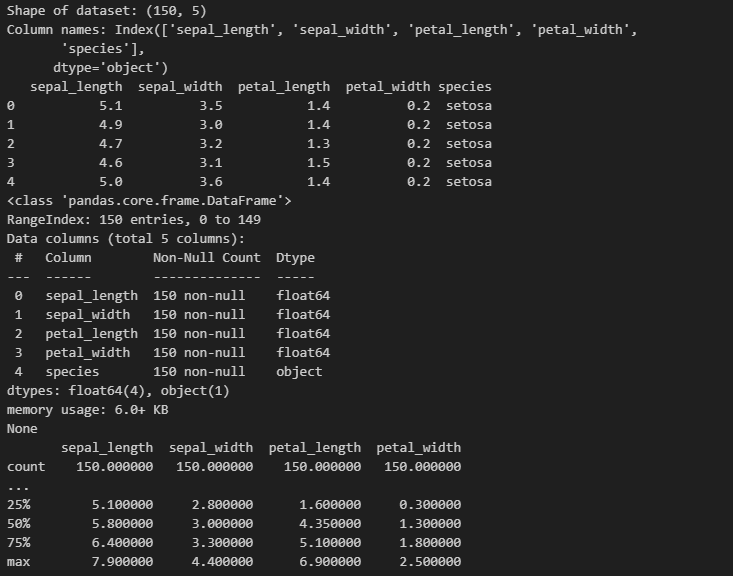 Shape of dataset: (150, 5)
Column names: Index(['sepal_length', 'sepal_width', 'petal_length', 'petal_width',
       'species'],
      dtype='object')
   sepal_length  sepal_width  petal_length  petal_width species
0           5.1          3.5           1.4          0.2  setosa
1           4.9          3.0           1.4          0.2  setosa
2           4.7          3.2           1.3          0.2  setosa
3           4.6          3.1           1.5          0.2  setosa
4           5.0          3.6           1.4          0.2  setosa
<class 'pandas.core.frame.DataFrame'>
RangeIndex: 150 entries, 0 to 149
Data columns (total 5 columns):
 #   Column        Non-Null Count  Dtype
---  ------        --------------  -----
 0   sepal_length  150 non-null    float64
 1   sepal_width   150 non-null    float64
 2   petal_length  150 non-null    float64
 3   petal_width   150 non-null    float64
 4   species       150 non-null    object
dtypes: float64(4), object(1)
memory usage: 6.0+ KB
None
       sepal_length  sepal_width  petal_length  petal_width
count    150.000000   150.000000    150.000000   150.000000
...
25%        5.100000     2.800000      1.600000     0.300000
50%        5.800000     3.000000      4.350000     1.300000
75%        6.400000     3.300000      5.100000     1.800000
max        7.900000     4.400000      6.900000     2.500000